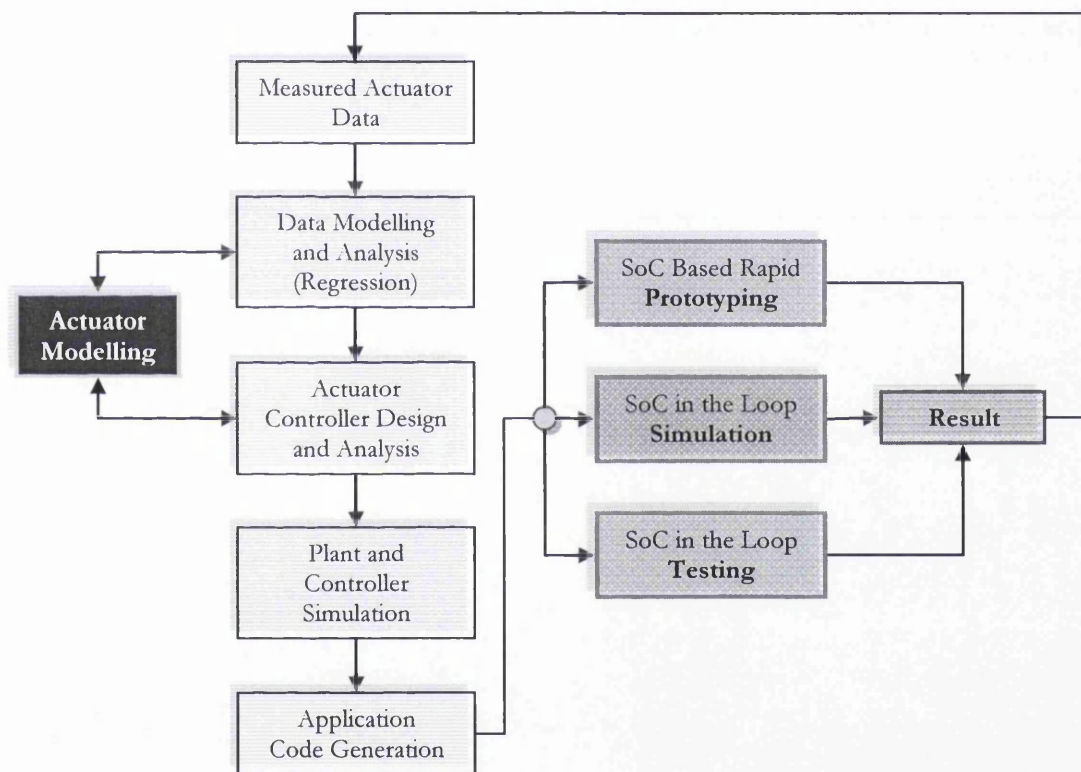 Measured Actuator
Data
Data Modelling
and Analysis
(Regression)
Actuator
Modelling
Actuator
Controller Design
and Analysis
Plant and
Controller
Simulation
Application
Code Generation
SoC Based Rapid
Prototyping
SoC in the Loop
Simulation
SoC in the Loop
Testing
Result